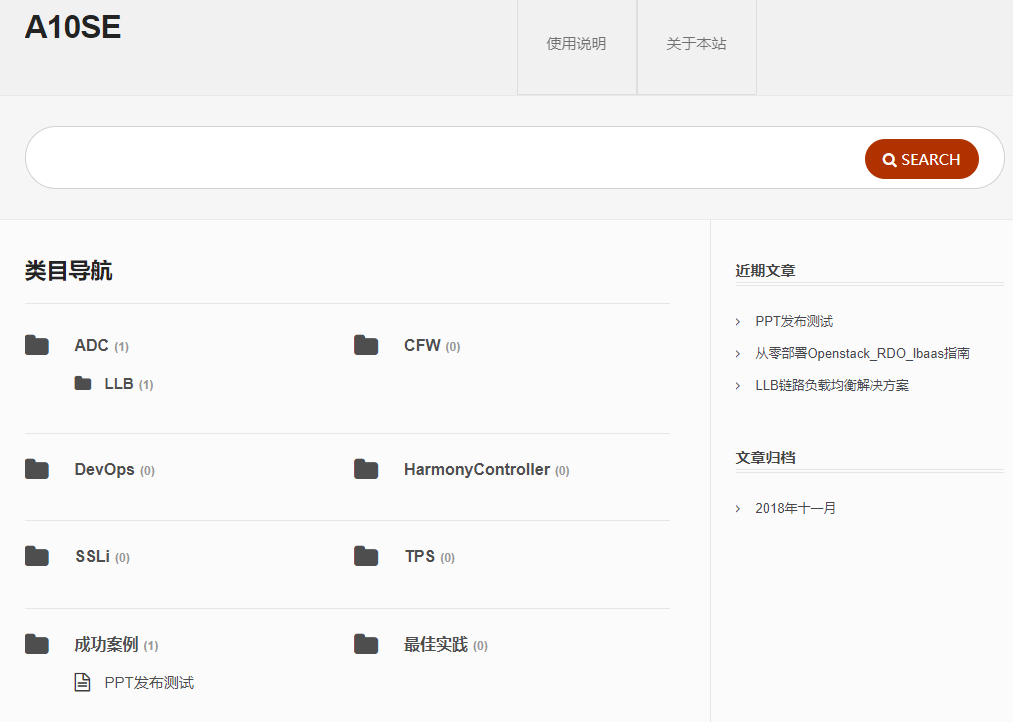 A10SE
使用说明
关于本站
SEARCH
类目导航
ADC (1)
LLB (1)
CFW (0)
DevOps (0)
HarmonyController (0)
SSLi (0)
TPS (0)
成功案例 (1)
PPT发布测试
最佳实践 (0)
近期文章
PPT发布测试
从零部署Openstack_RDO_lbaas指南
LLB链路负载均衡解决方案
文章归档
2018年十一月